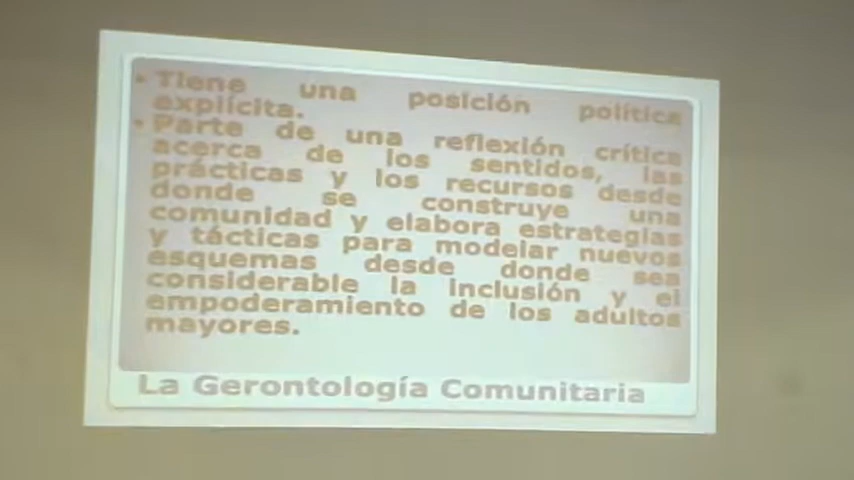 • Tiene una posición política
explícita.
• Parte de una reflexión crítica
acerca de los sentidos, las
prácticas y los recursos desde
donde se construye una
comunidad y elabora estrategias
y tácticas para modelar nuevos
esquemas desde donde sea
considerable la inclusión y el
empoderamiento de los adultos
mayores.
La Gerontología Comunitaria